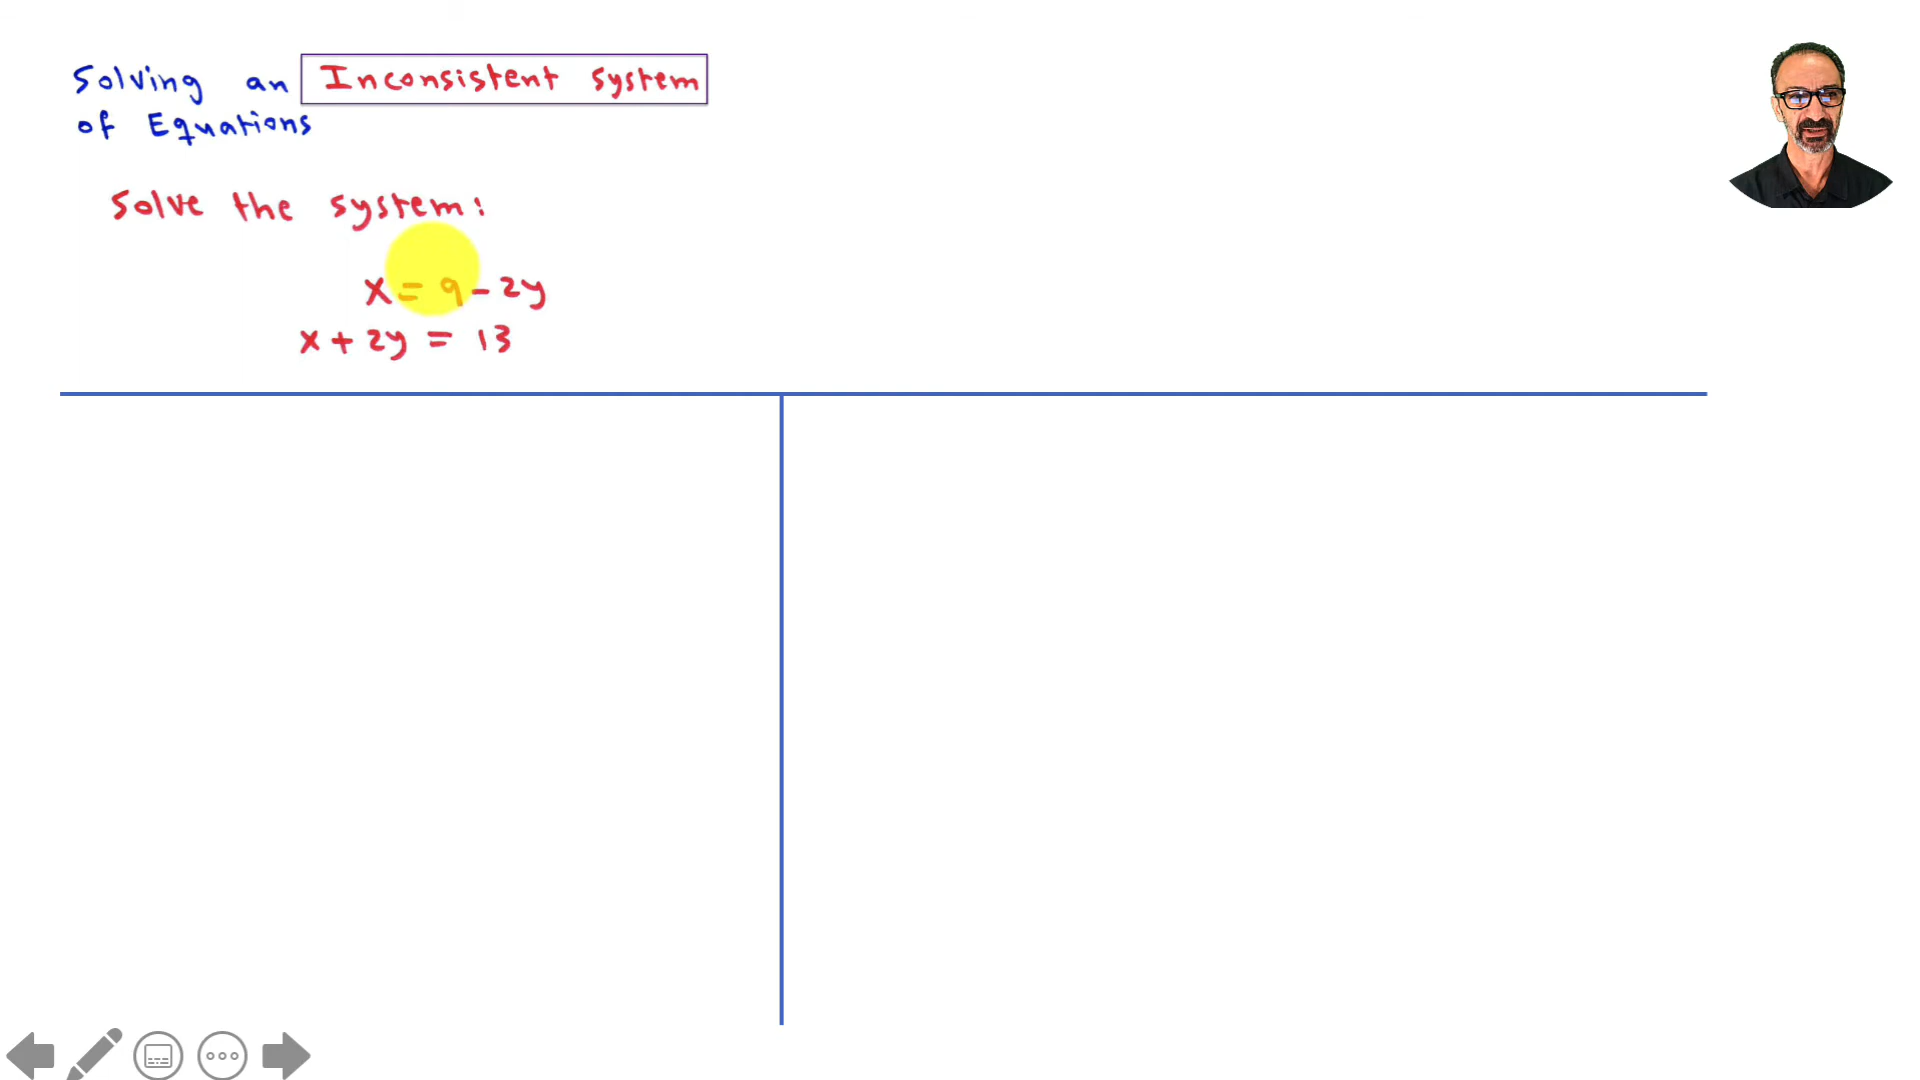 Solving an Inconsistent system
of Equations
Solve the system:
x = 9 - 2y
x + 2y = 13